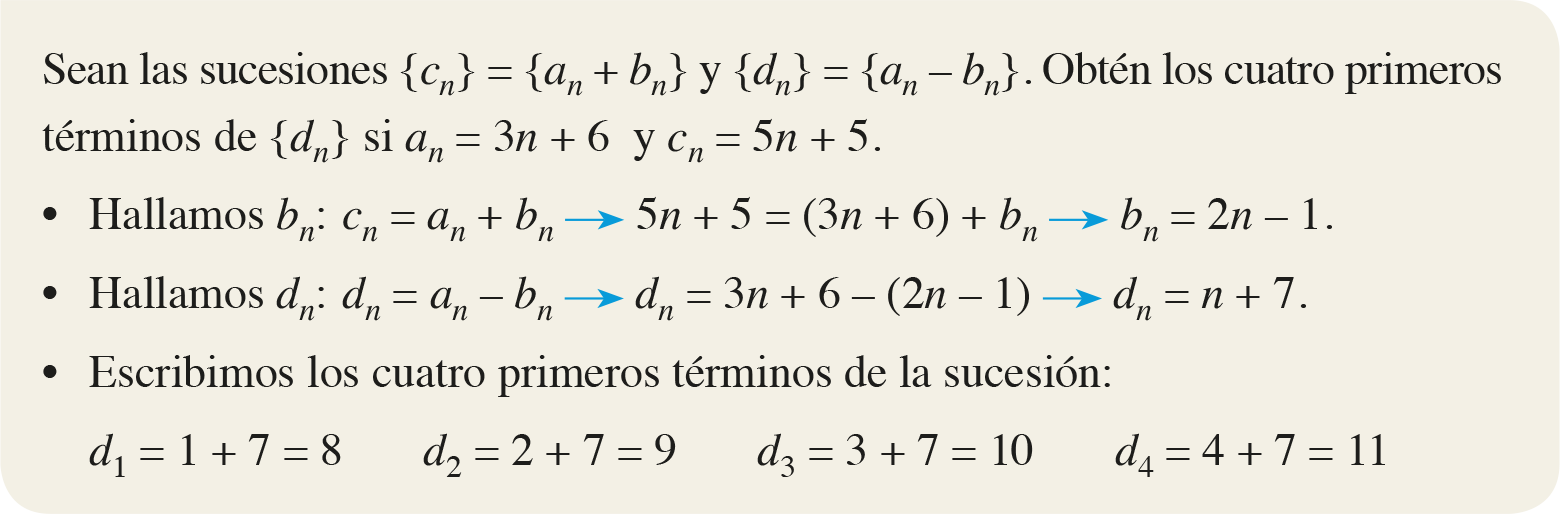 Sean las sucesiones {cₙ} = {aₙ + bₙ} y {dₙ} = {aₙ – bₙ}. Obtén los cuatro primeros
términos de {dₙ} si aₙ = 3n + 6 y cₙ = 5n + 5.
• Hallamos bₙ: cₙ = aₙ + bₙ → 5n + 5 = (3n + 6) + bₙ → bₙ = 2n – 1.
• Hallamos dₙ: dₙ = aₙ – bₙ → dₙ = 3n + 6 – (2n – 1) → dₙ = n + 7.
• Escribimos los cuatro primeros términos de la sucesión:
d₁ = 1 + 7 = 8 d₂ = 2 + 7 = 9 d₃ = 3 + 7 = 10 d₄ = 4 + 7 = 11